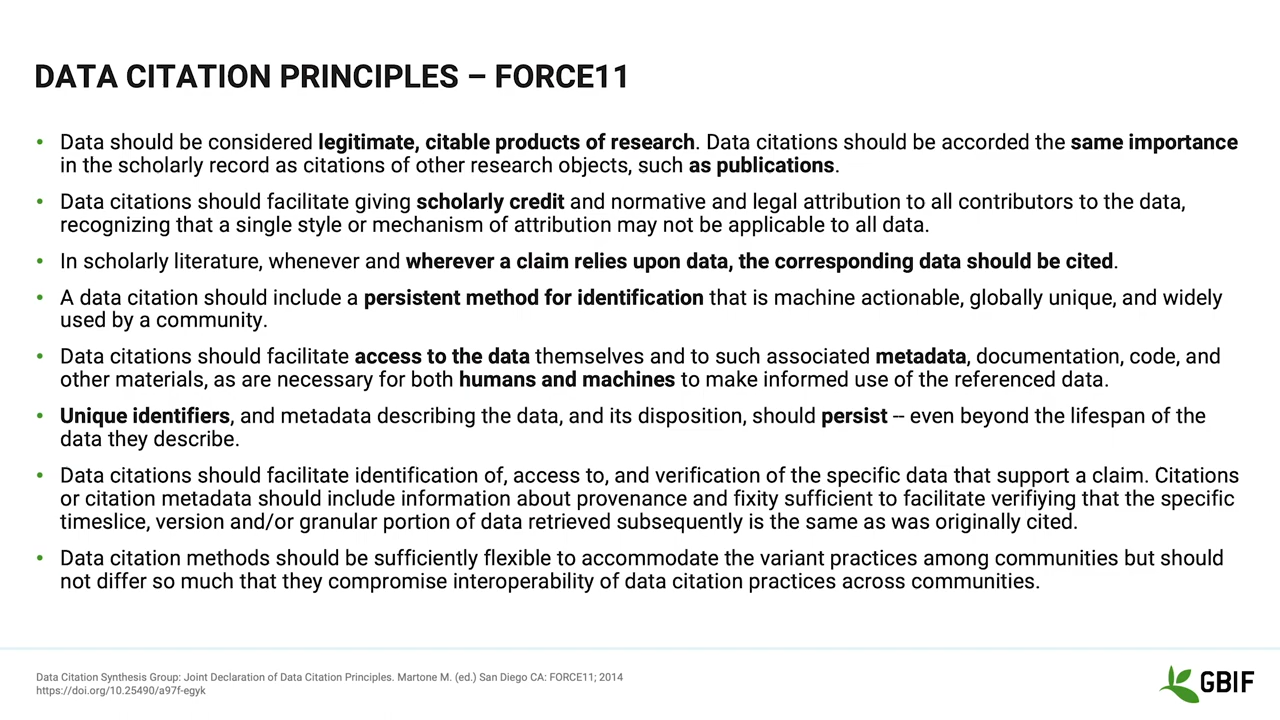 DATA CITATION PRINCIPLES – FORCE11
• Data should be considered legitimate, citable products of research. Data citations should be accorded the same importance
in the scholarly record as citations of other research objects, such as publications.
• Data citations should facilitate giving scholarly credit and normative and legal attribution to all contributors to the data,
recognizing that a single style or mechanism of attribution may not be applicable to all data.
• In scholarly literature, whenever and wherever a claim relies upon data, the corresponding data should be cited.
• A data citation should include a persistent method for identification that is machine actionable, globally unique, and widely
used by a community.
• Data citations should facilitate access to the data themselves and to such associated metadata, documentation, code, and
other materials, as are necessary for both humans and machines to make informed use of the referenced data.
• Unique identifiers, and metadata describing the data, and its disposition, should persist -- even beyond the lifespan of the
data they describe.
• Data citations should facilitate identification of, access to, and verification of the specific data that support a claim. Citations
or citation metadata should include information about provenance and fixity sufficient to facilitate verifiying that the specific
timeslice, version and/or granular portion of data retrieved subsequently is the same as was originally cited.
• Data citation methods should be sufficiently flexible to accommodate the variant practices among communities but should
not differ so much that they compromise interoperability of data citation practices across communities.
Data Citation Synthesis Group: Joint Declaration of Data Citation Principles. Martone M. (ed.) San Diego CA: FORCE11; 2014
https://doi.org/10.25490/a97f-egyk
GBIF